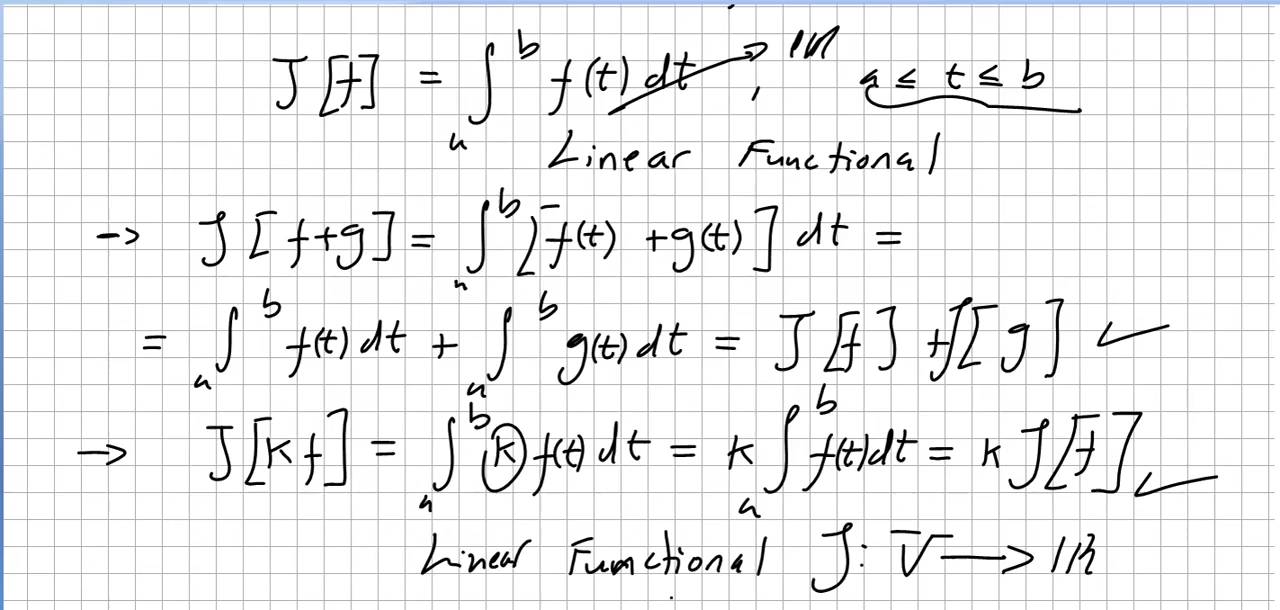 J[f] = ∫_a^b f(t) dt → ℝ, a ≤ t ≤ b
Linear Functional
→ J[f+g] = ∫_a^b [f(t) + g(t)] dt =
= ∫_a^b f(t) dt + ∫_a^b g(t) dt = J[f] + J[g] ✓
→ J[kf] = ∫_a^b k f(t) dt = k ∫_a^b f(t) dt = k J[f] ✓
Linear Functional J: V → ℝ